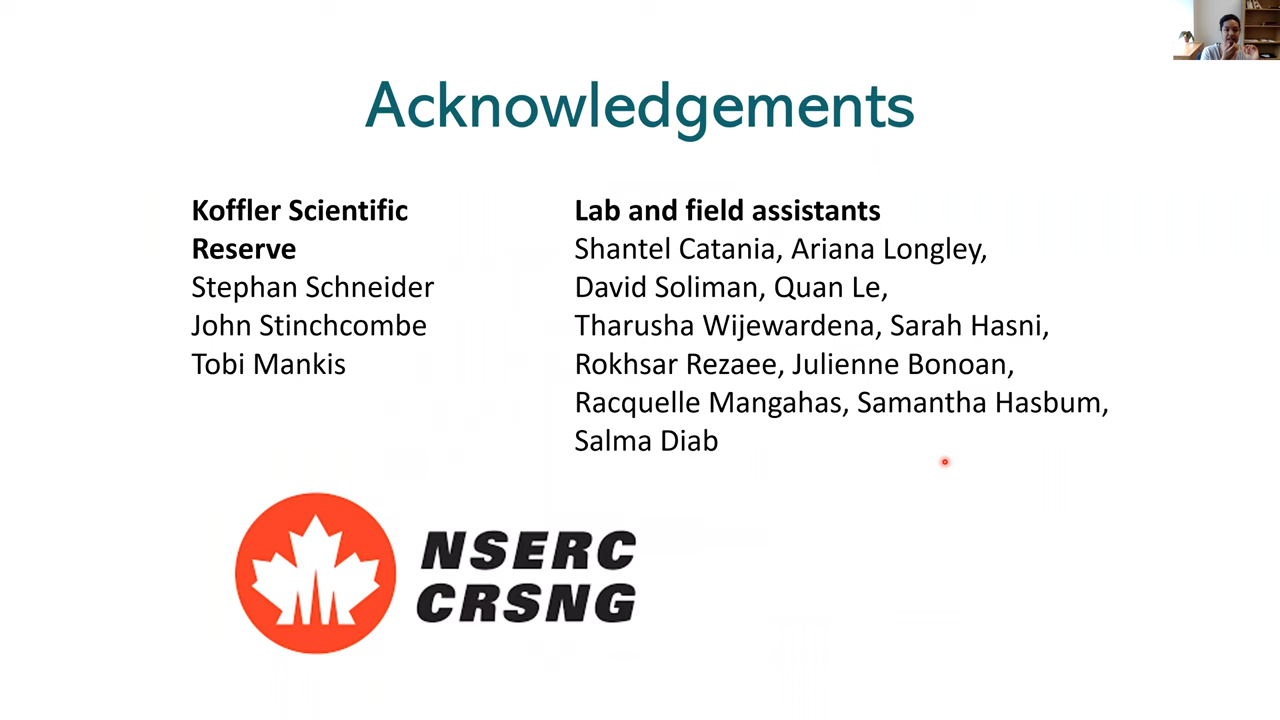 Acknowledgements
Koffler Scientific
Reserve
Stephan Schneider
John Stinchcombe
Tobi Mankis
Lab and field assistants
Shantel Catania, Ariana Longley,
David Soliman, Quan Le,
Tharusha Wijewardena, Sarah Hasni,
Rokhsar Rezaee, Julienne Bonoan,
Racquelle Mangahas, Samantha Hasbum,
Salma Diab
NSERC
CRSNG